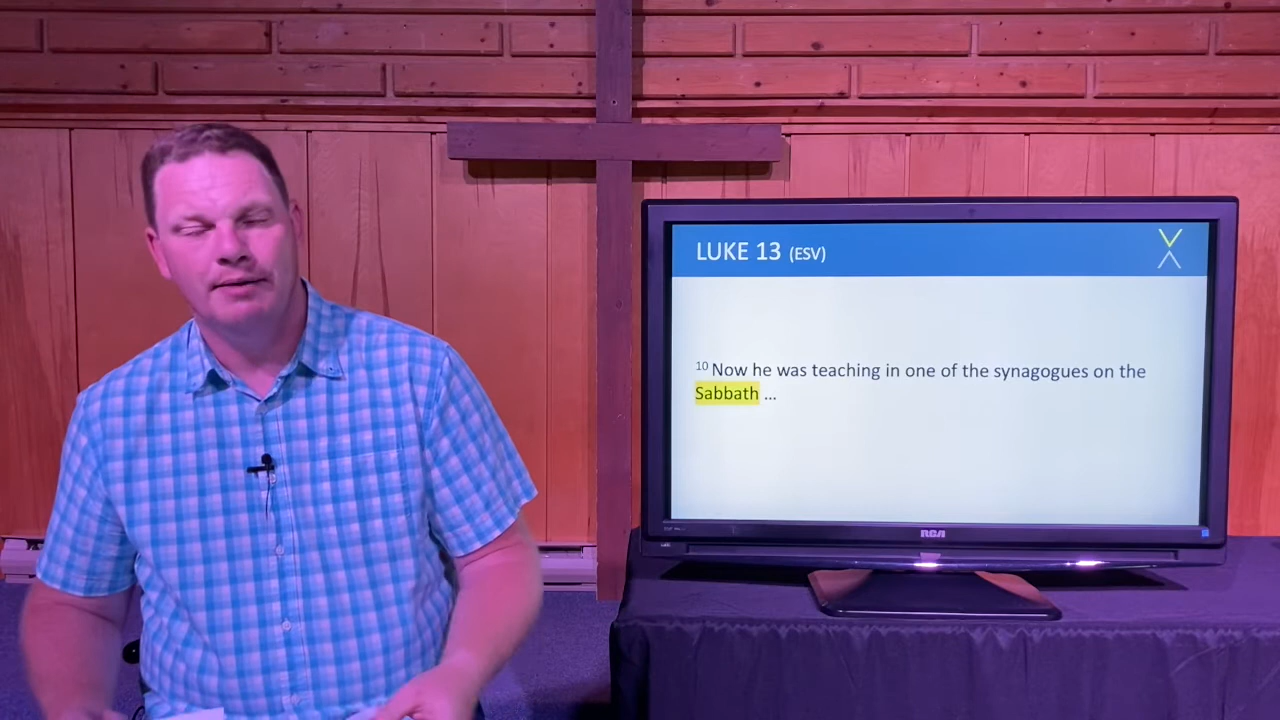 LUKE 13 (ESV)
10 Now he was teaching in one of the synagogues on the
Sabbath ...
RCA